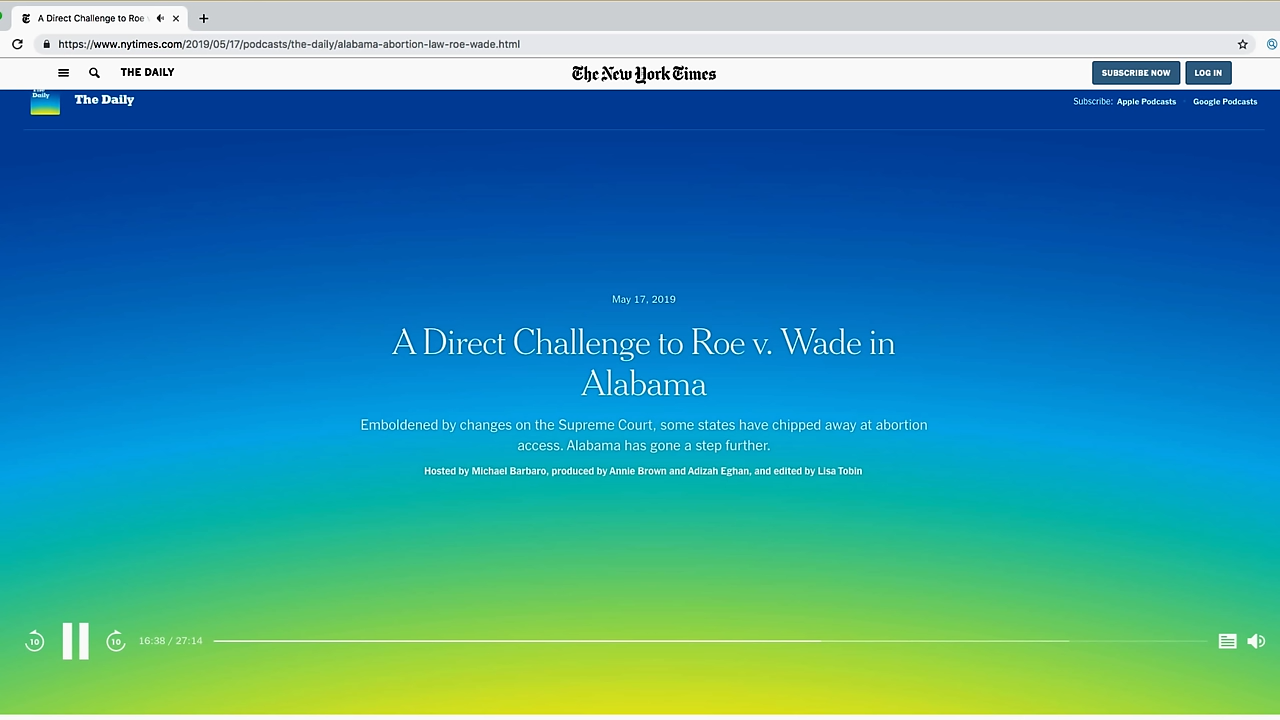 A Direct Challenge to Roe
https://www.nytimes.com/2019/05/17/podcasts/the-daily/alabama-abortion-law-roe-wade.html
THE DAILY
The New York Times
SUBSCRIBE NOW
LOG IN
The Daily
The Daily
Subscribe: Apple Podcasts
Google Podcasts
May 17, 2019
A Direct Challenge to Roe v. Wade in
Alabama
Emboldened by changes on the Supreme Court, some states have chipped away at abortion
access. Alabama has gone a step further.
Hosted by Michael Barbaro, produced by Annie Brown and Adizah Eghan, and edited by Lisa Tobin
10
10
16:38 / 27:14